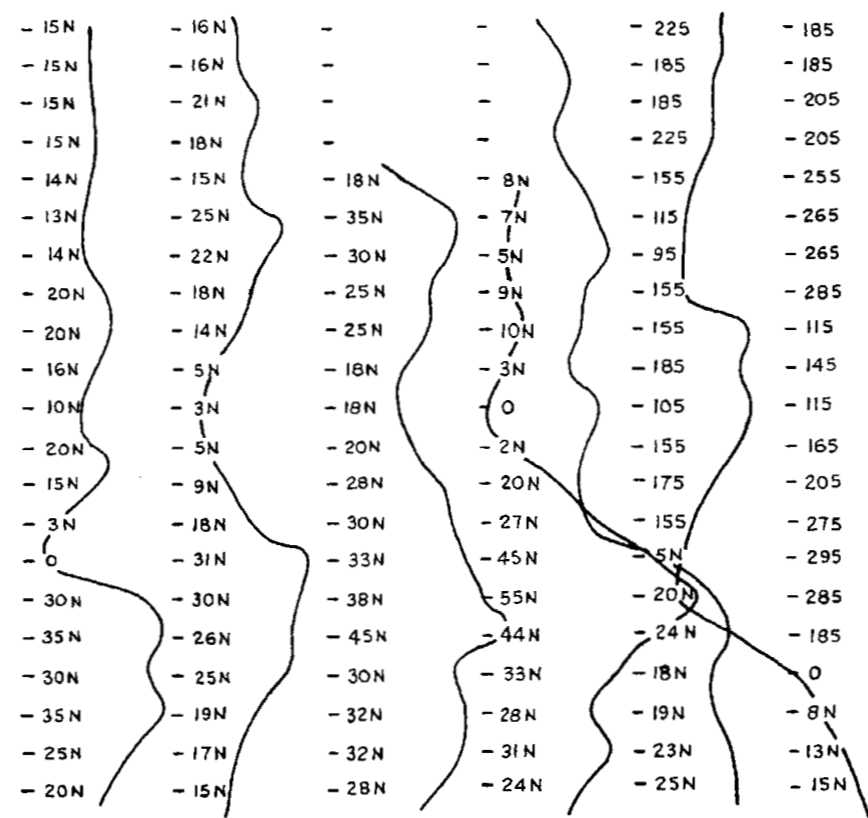 - 15N - 16N - - - 225 - 185
- 15N - 16N - - - 185 - 185
- 15N - 21N - - - 185 - 205
- 15N - 18N - - - 225 - 205
- 14N - 15N - 18N - 8N - 155 - 255
- 13N - 25N - 35N - 7N - 115 - 265
- 14N - 22N - 30N - 5N - 95 - 265
- 20N - 18N - 25N - 9N - 155 - 285
- 20N - 14N - 25N - 10N - 155 - 115
- 16N - 5N - 18N - 3N - 185 - 145
- 10N - 3N - 18N - 0 - 105 - 115
- 20N - 5N - 20N - 2N - 155 - 165
- 15N - 9N - 28N - 20N - 175 - 205
- 3N - 18N - 30N - 27N - 155 - 275
- 0 - 31N - 33N - 45N - 5N - 295
- 30N - 30N - 38N - 55N - 20N - 285
- 35N - 26N - 45N - 44N - 24N - 185
- 30N - 25N - 30N - 33N - 18N - 0
- 35N - 19N - 32N - 28N - 19N - 8N
- 25N - 17N - 32N - 31N - 23N - 13N
- 20N - 15N - 28N - 24N - 25N - 15N